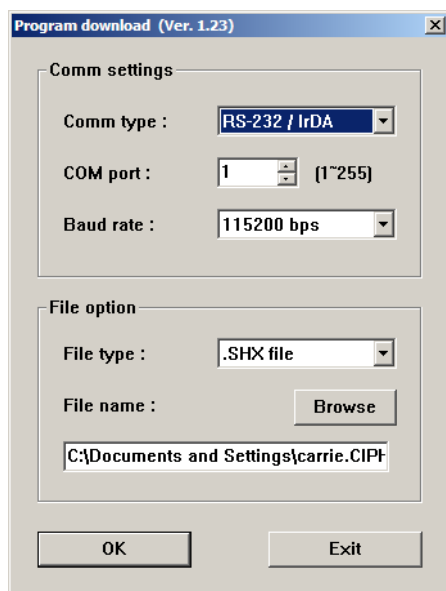 Program download (Ver. 1.23)
Comm settings
Comm type : RS-232 / IrDA
COM port : 1 (1~255)
Baud rate : 115200 bps
File option
File type : .SHX file
File name : Browse
C:\Documents and Settings\carrie.CIPH
OK Exit